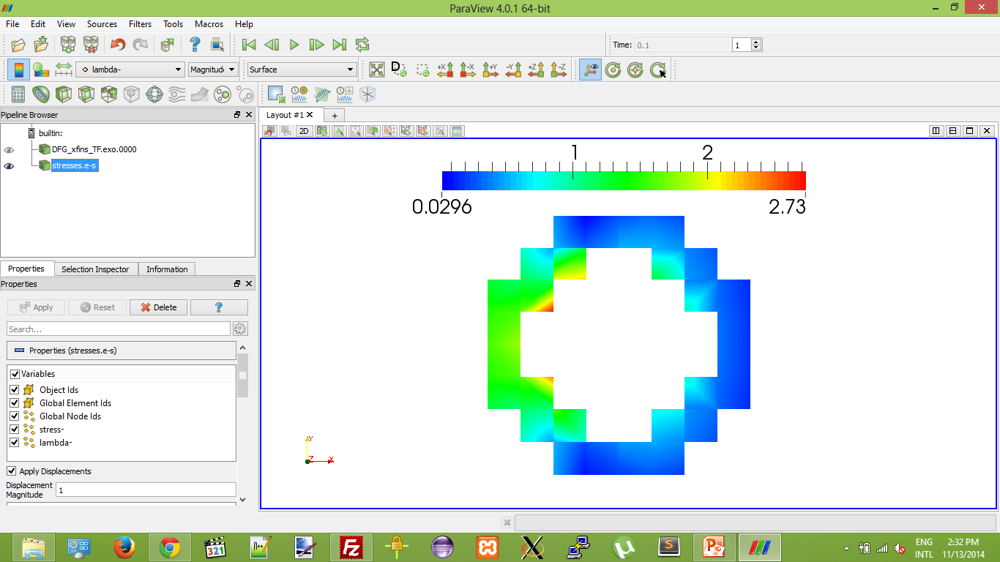 ParaView 4.0.1 64-bit
File Edit View Sources Filters Tools Macros Help
Time: 0.1 1
lambda- Magnitude Surface
D +X -X +Y -Y +Z -Z
Pipeline Browser
Layout #1 +
2D
builtin:
DFG_xfins_TF.exo.0000
stresses.e-s
1 2
0.0296 2.73
Properties Selection Inspector Information
Properties
Apply Reset Delete ?
Search...
Properties (stresses.e-s)
Variables
Object Ids
Global Element Ids
Global Node Ids
stress-
lambda-
Y
Z X
Apply Displacements
Displacement
Magnitude
1
321 N++ Fz X µ S P
ENG 2:32 PM
INTL 11/13/2014